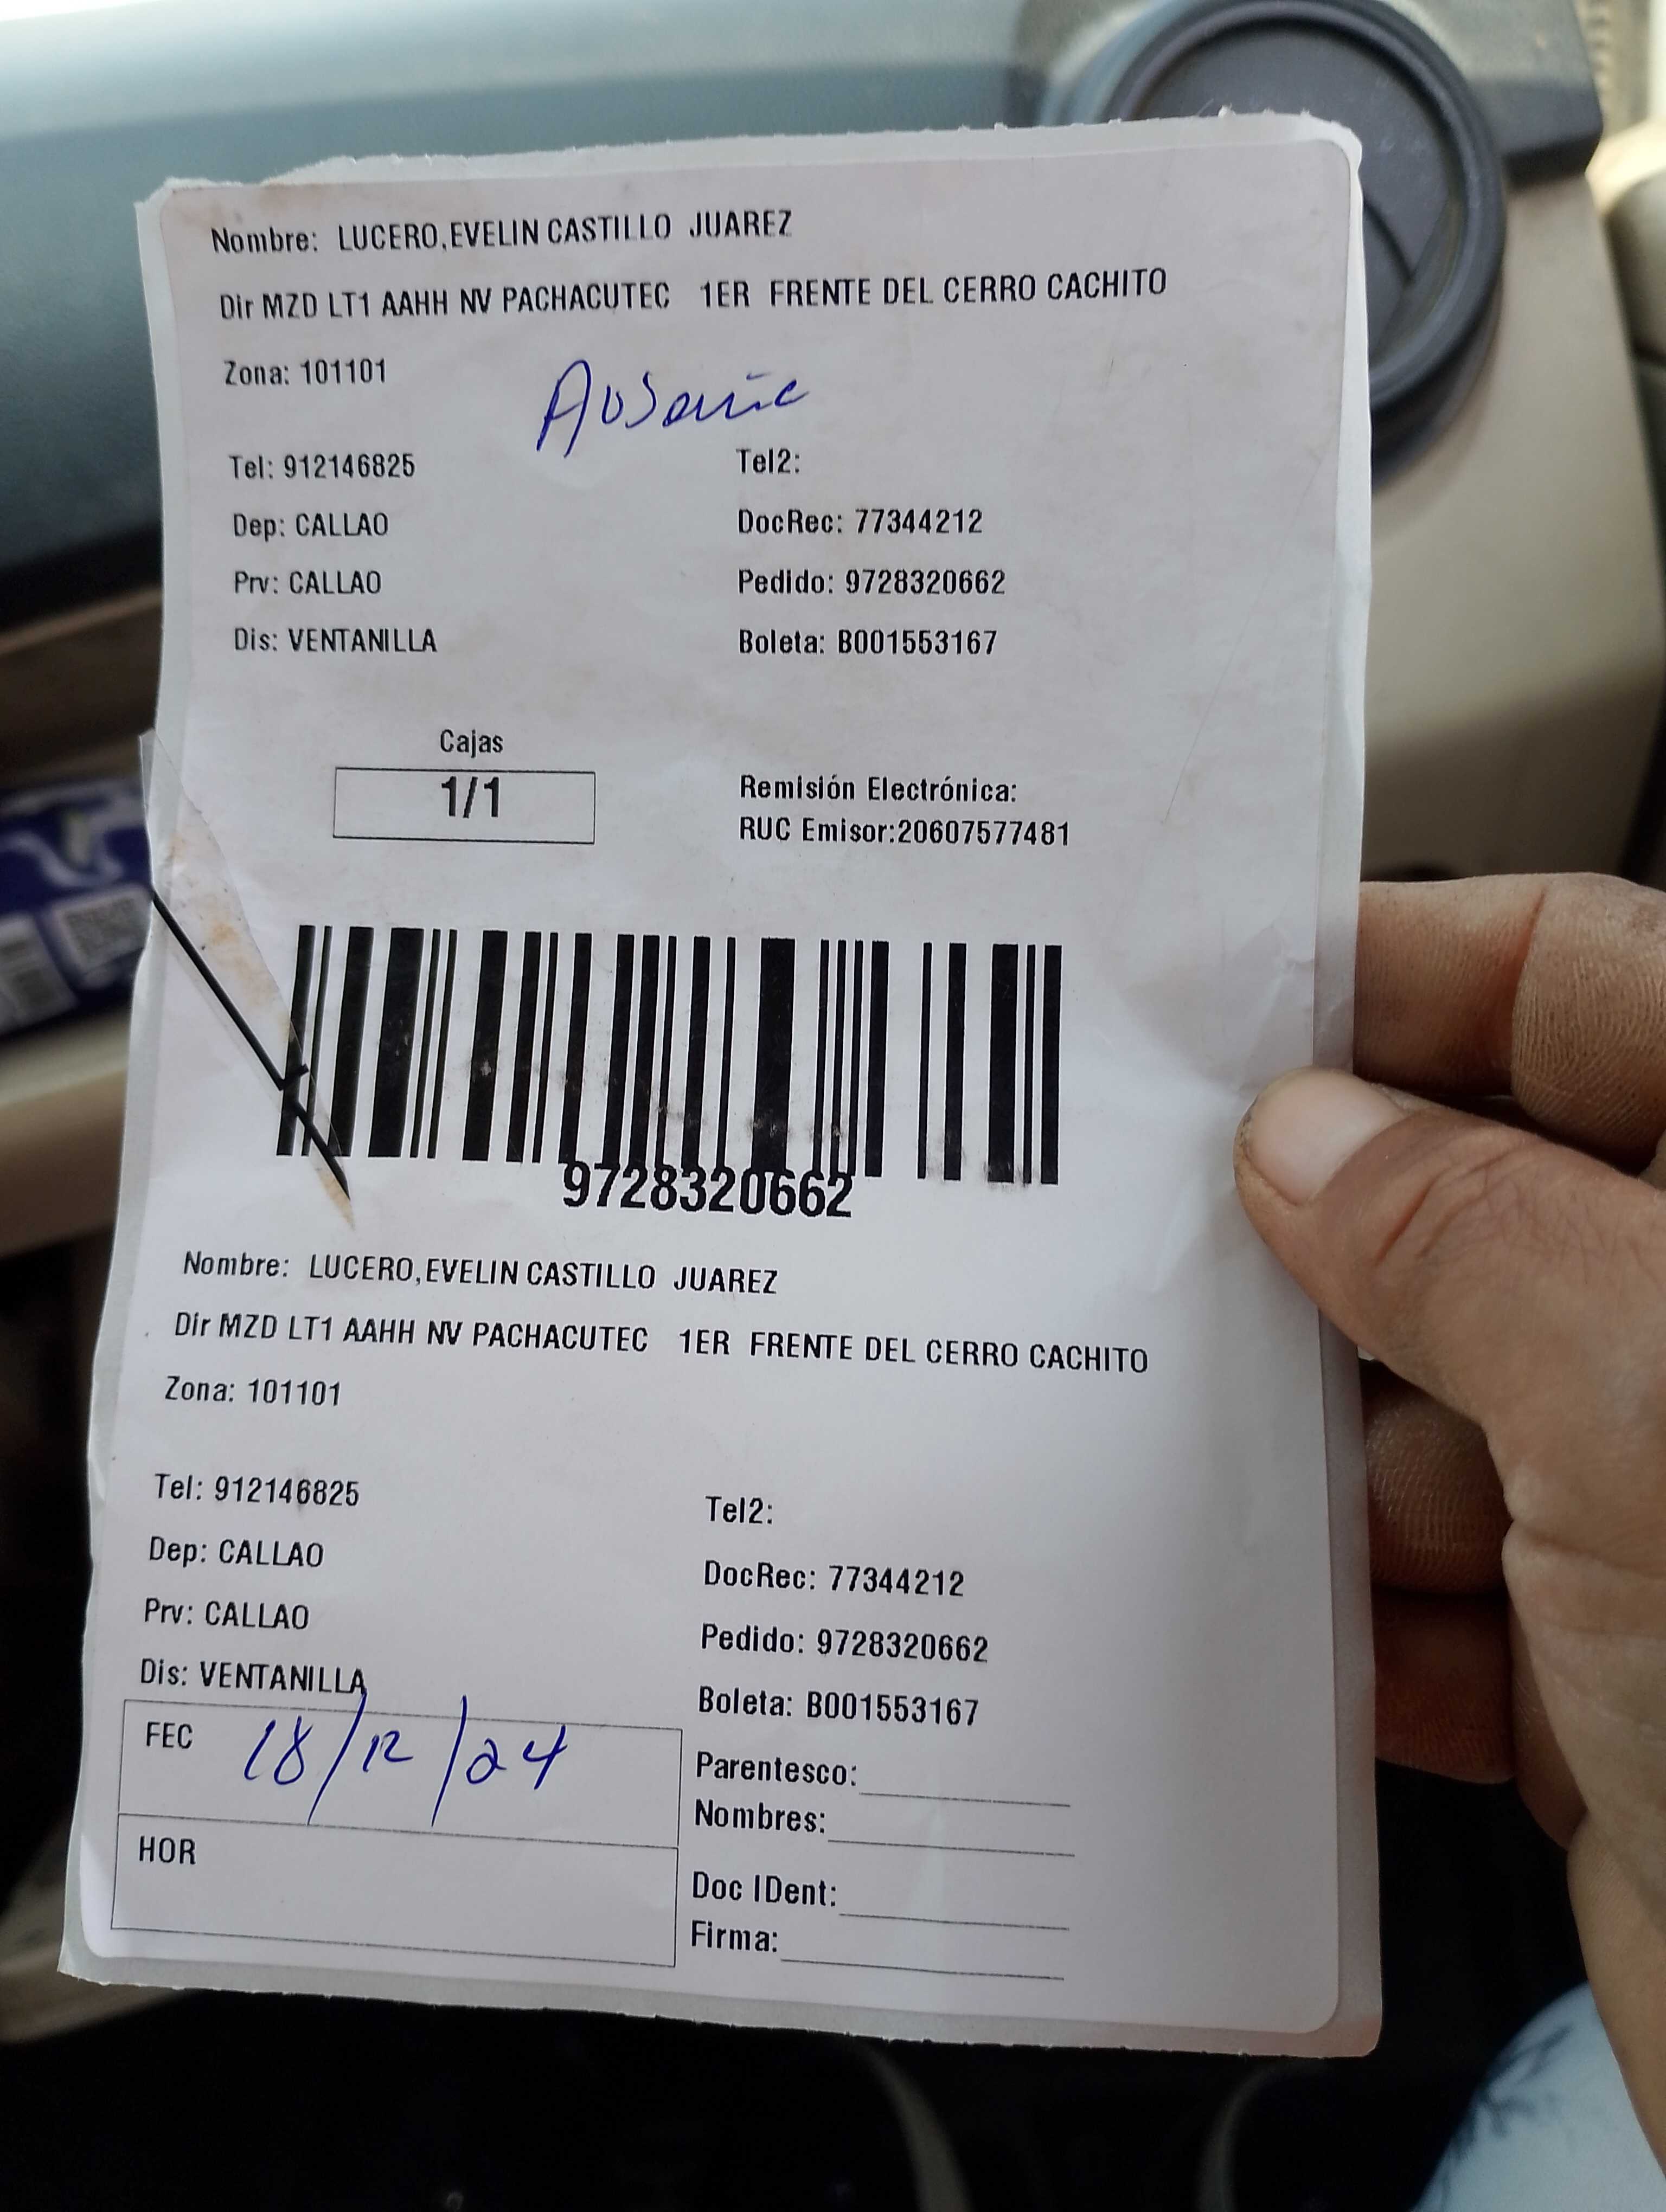 Nombre: LUCERO,EVELIN CASTILLO JUAREZ
Dir MZD LT1 AAHH NV PACHACUTEC 1ER FRENTE DEL CERRO CACHITO
Zona: 101101
Tel: 912146825 Tel2:
Dep: CALLAO DocRec: 77344212
Prv: CALLAO Pedido: 9728320662
Dis: VENTANILLA Boleta: B001553167
Cajas
1/1
Remisión Electrónica:
RUC Emisor:20607577481
9728320662
Nombre: LUCERO,EVELIN CASTILLO JUAREZ
Dir MZD LT1 AAHH NV PACHACUTEC 1ER FRENTE DEL CERRO CACHITO
Zona: 101101
Tel: 912146825 Tel2:
Dep: CALLAO DocRec: 77344212
Prv: CALLAO Pedido: 9728320662
Dis: VENTANILLA Boleta: B001553167
FEC 18/12/24
Parentesco:
Nombres:
HOR
Doc IDent:
Firma: